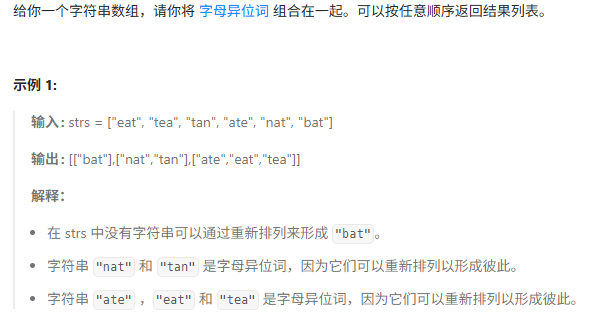 给你一个字符串数组，请你将 字母异位词 组合在一起。可以按任意顺序返回结果列表。
示例 1:
输入: strs = ["eat", "tea", "tan", "ate", "nat", "bat"]
输出: [["bat"],["nat","tan"],["ate","eat","tea"]]
解释：
在 strs 中没有字符串可以通过重新排列来形成 "bat"。
字符串 "nat" 和 "tan" 是字母异位词，因为它们可以重新排列以形成彼此。
字符串 "ate" ，"eat" 和 "tea" 是字母异位词，因为它们可以重新排列以形成彼此。